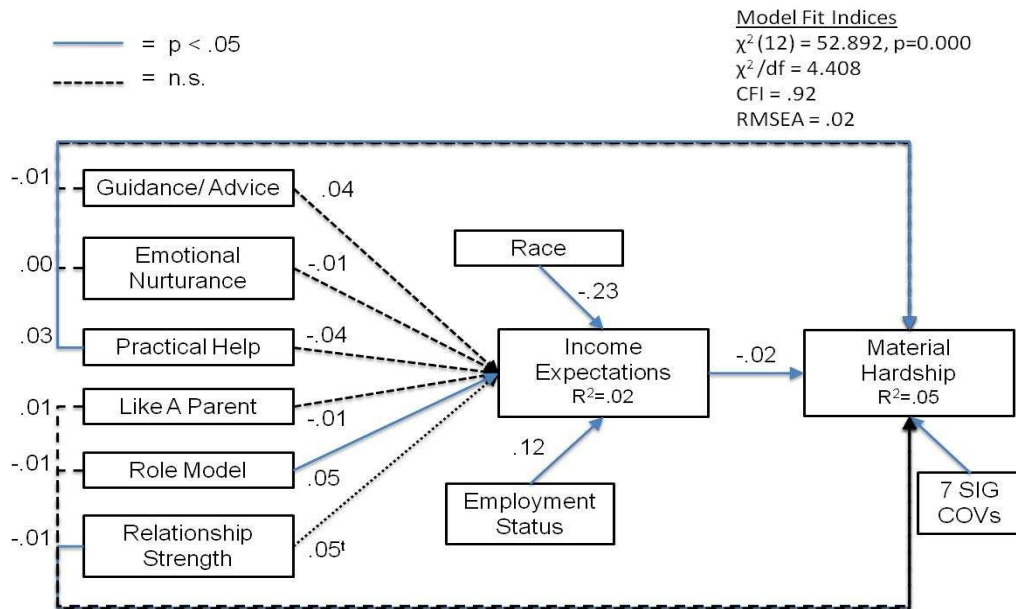 Model Fit Indices
χ²(12) = 52.892, p=0.000
χ²/df = 4.408
CFI = .92
RMSEA = .02
= p < .05
= n.s.
-.01
Guidance/ Advice
.04
.00
Emotional
Nurturance
-.01
Race
-.23
.03
Practical Help
-.04
Income
Expectations
R²=.02
-.02
Material
Hardship
R²=.05
.01
Like A Parent
-.01
-.01
Role Model
.05
.12
Employment
Status
7 SIG
COVs
-.01
Relationship
Strength
.05ᵗ